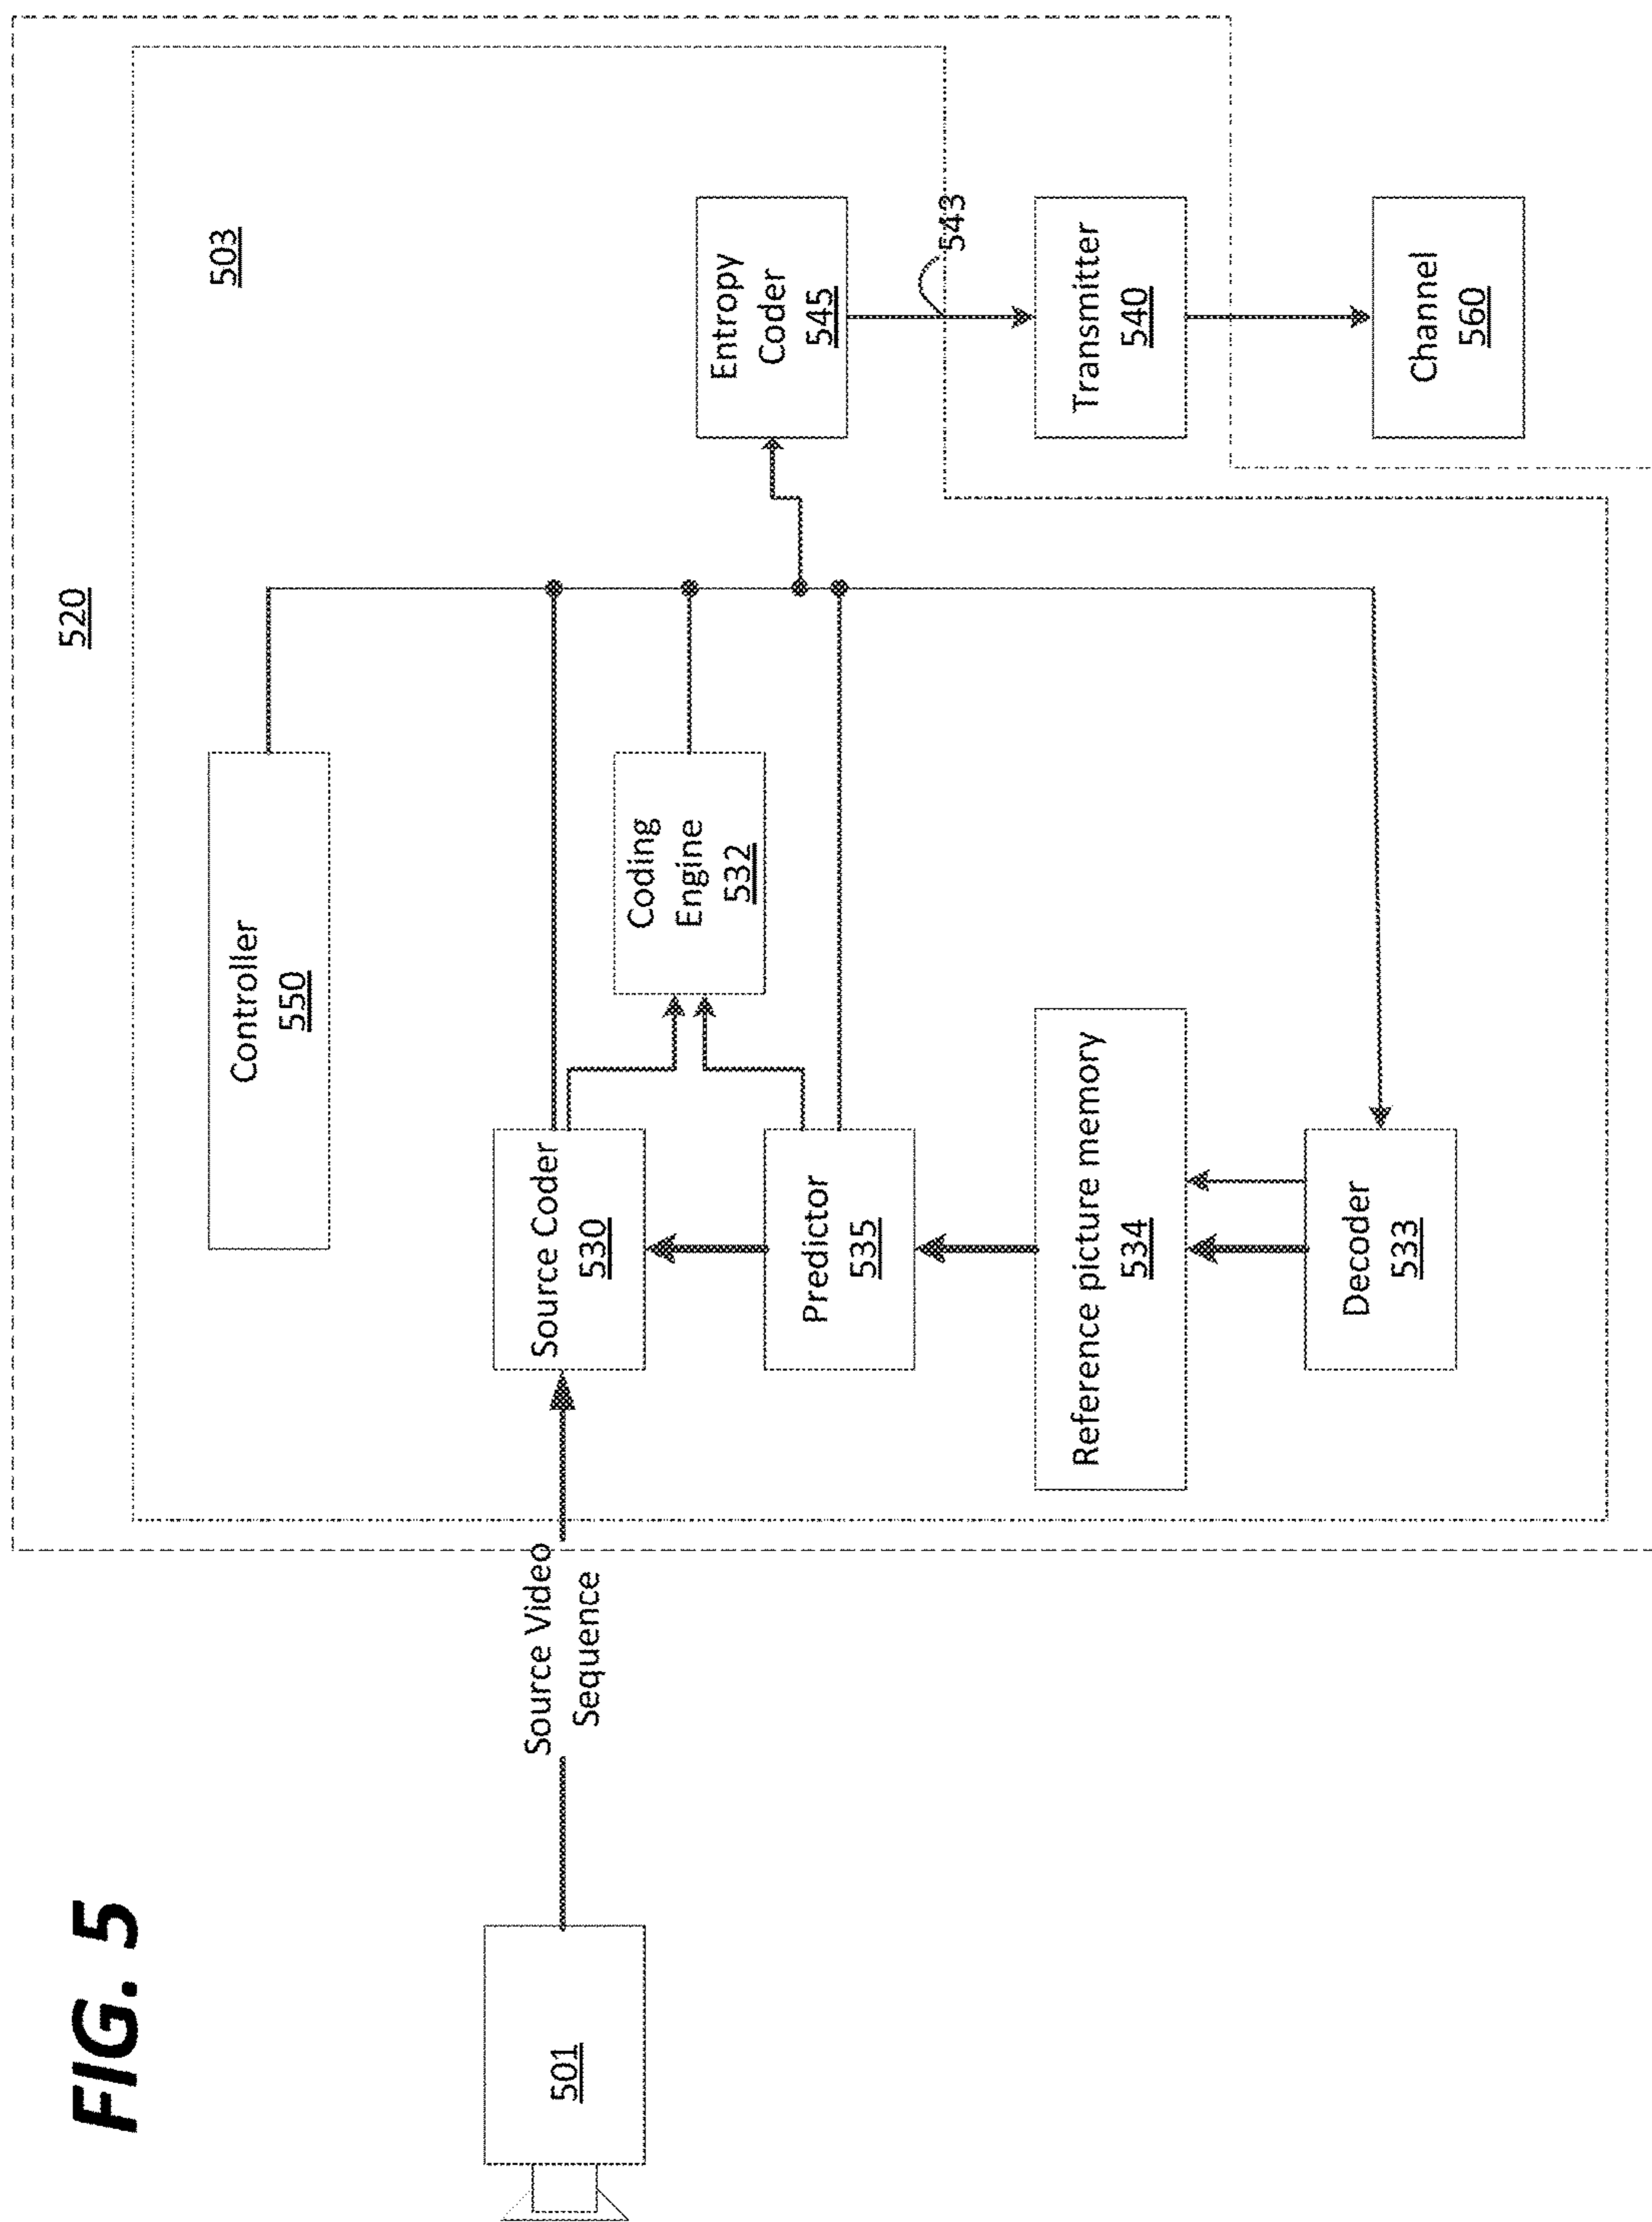 FIG. 5
520
503
501
Source Video
Sequence
Controller
550
Source Coder
530
Coding
Engine
532
Predictor
535
Reference picture memory
534
Decoder
533
Entropy
Coder
545
543
Transmitter
540
Channel
560